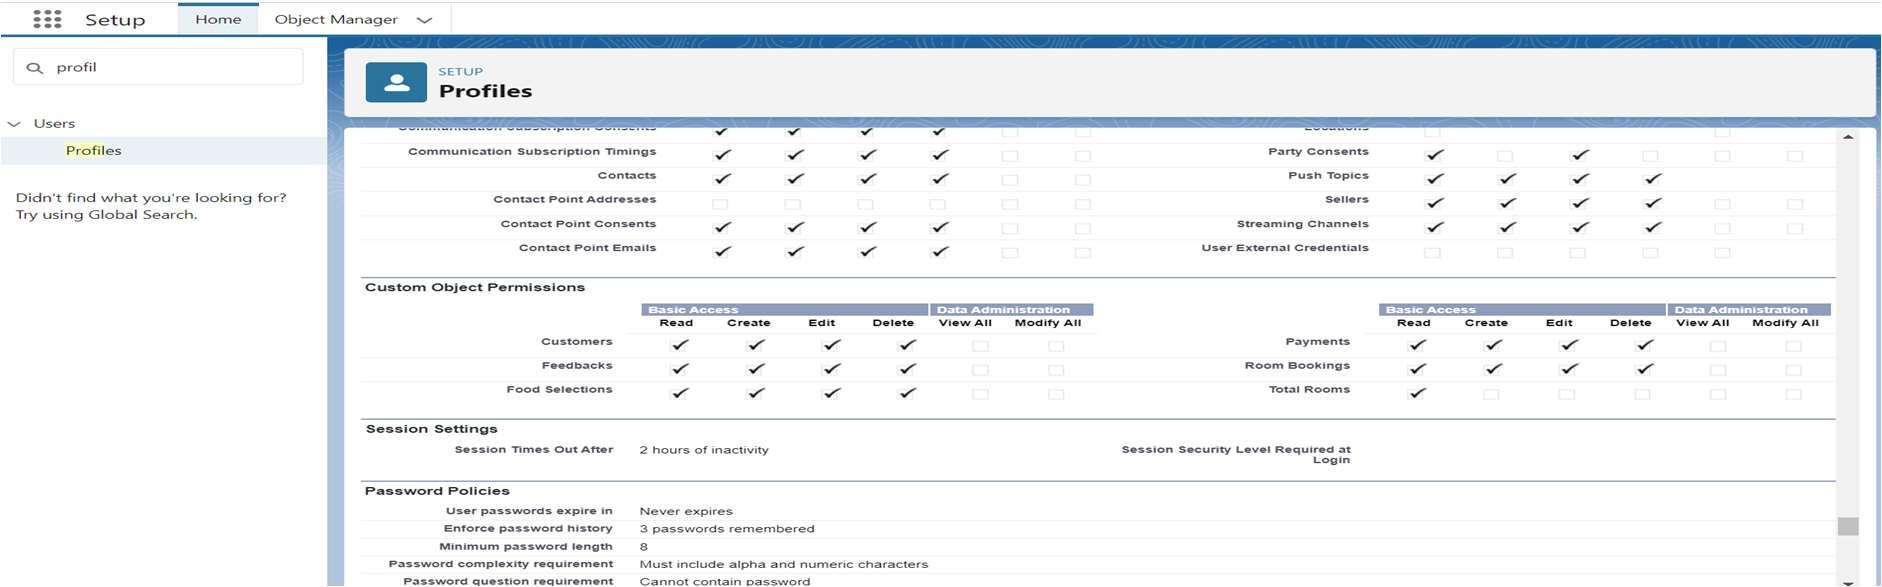 Setup Home Object Manager
profil
Users
Profiles
Didn't find what you're looking for?
Try using Global Search.
SETUP
Profiles
Communication Subscription Consents
Locations
Communication Subscription Timings
Party Consents
Contacts
Push Topics
Contact Point Addresses
Sellers
Contact Point Consents
Streaming Channels
Contact Point Emails
User External Credentials
Custom Object Permissions
Basic Access Data Administration Basic Access Data Administration
Read Create Edit Delete View All Modify All Read Create Edit Delete View All Modify All
Customers Payments
Feedbacks Room Bookings
Food Selections Total Rooms
Session Settings
Session Times Out After 2 hours of inactivity Session Security Level Required at
Login
Password Policies
User passwords expire in Never expires
Enforce password history 3 passwords remembered
Minimum password length 8
Password complexity requirement Must include alpha and numeric characters
Password question requirement Cannot contain password